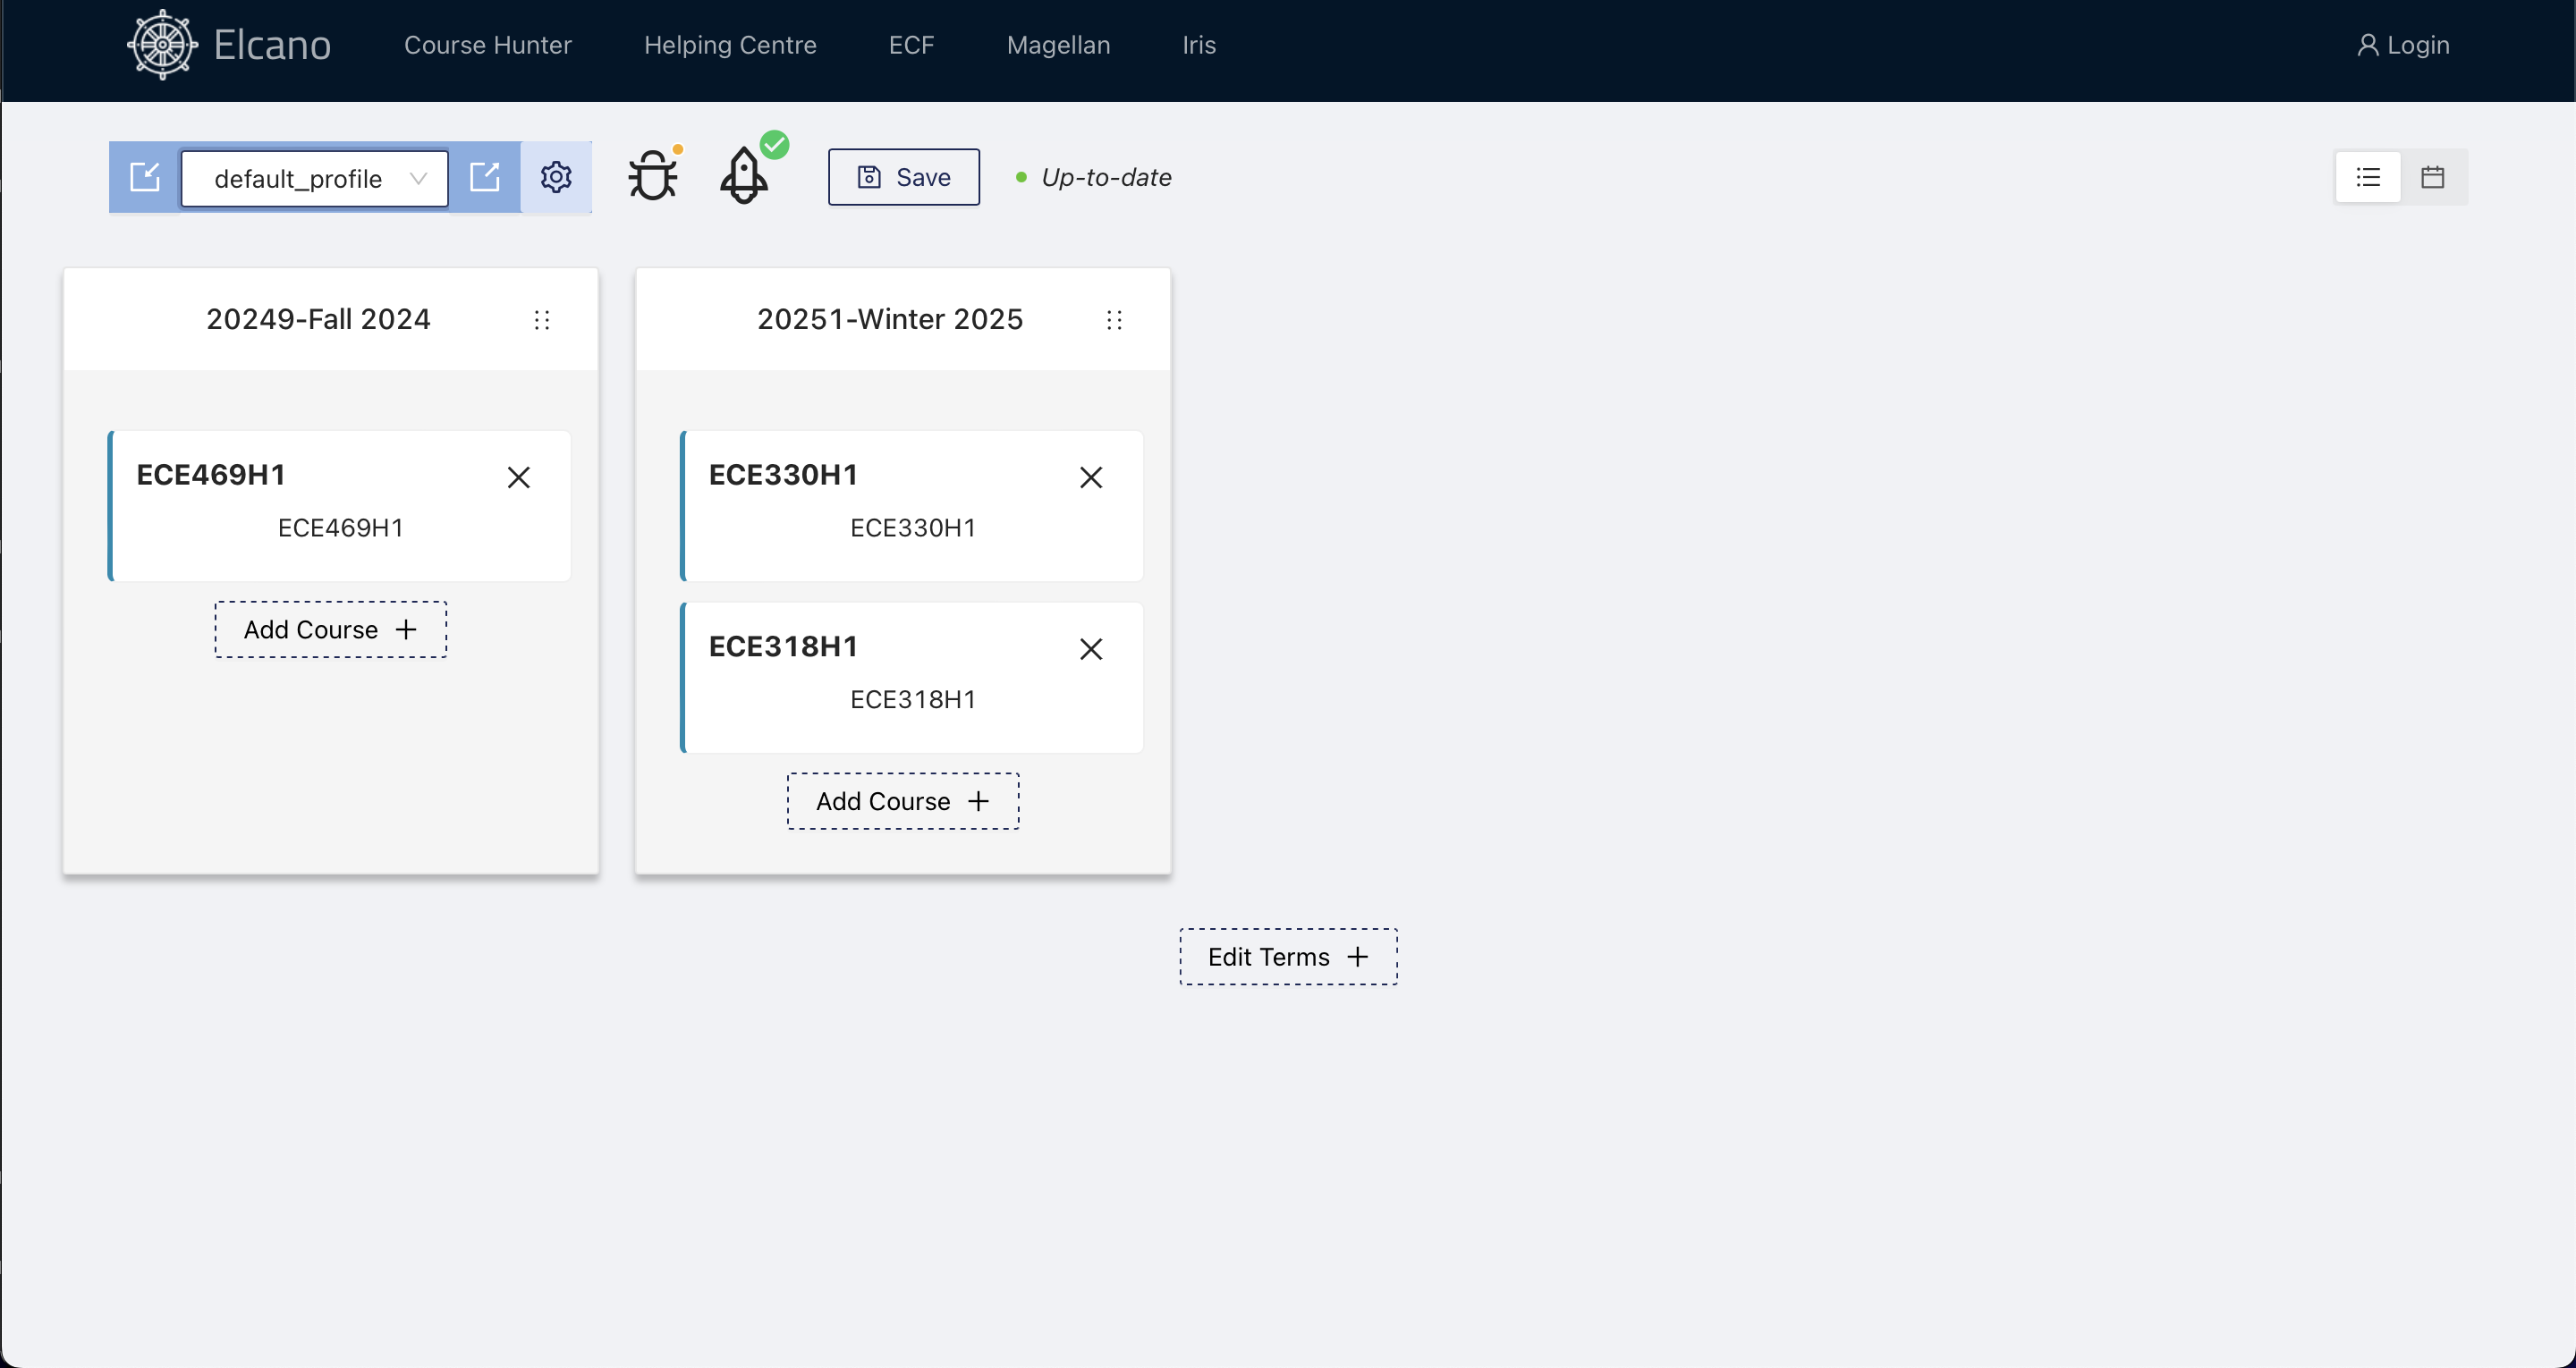 Elcano
Course Hunter
Helping Centre
ECF
Magellan
Iris
Login
default_profile
Save
Up-to-date
20249-Fall 2024
ECE469H1
ECE469H1
Add Course
20251-Winter 2025
ECE330H1
ECE330H1
ECE318H1
ECE318H1
Add Course
Edit Terms